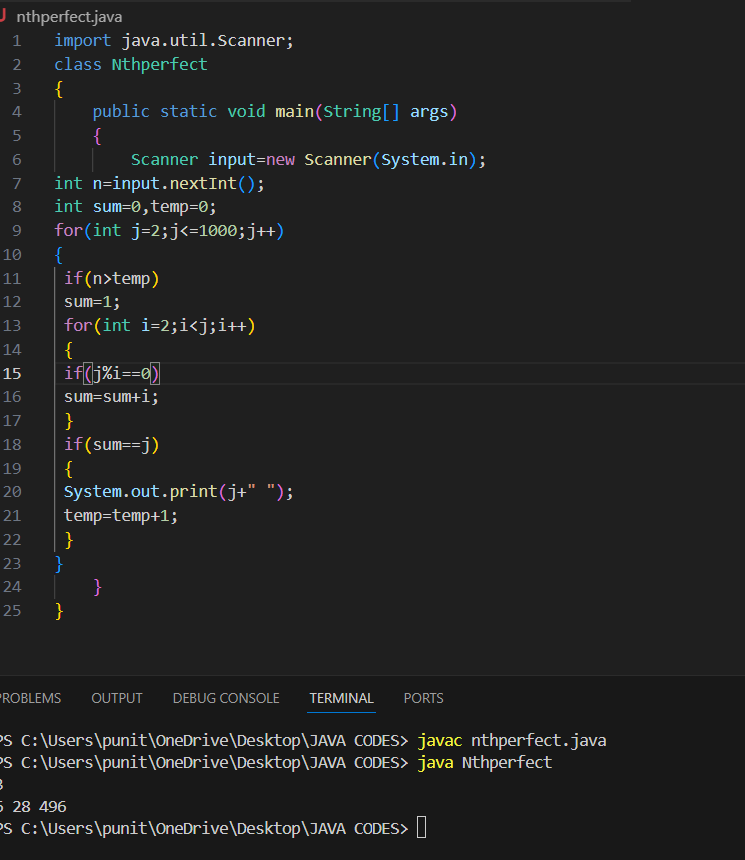 nthperfect.java
1 import java.util.Scanner;
2 class Nthperfect
3 {
4 public static void main(String[] args)
5 {
6 Scanner input=new Scanner(System.in);
7 int n=input.nextInt();
8 int sum=0,temp=0;
9 for(int j=2;j<=1000;j++)
10 {
11 if(n>temp)
12 sum=1;
13 for(int i=2;i<j;i++)
14 {
15 if(j%i==0)
16 sum=sum+i;
17 }
18 if(sum==j)
19 {
20 System.out.print(j+" ");
21 temp=temp+1;
22 }
23 }
24 }
25 }
PROBLEMS OUTPUT DEBUG CONSOLE TERMINAL PORTS
PS C:\Users\punit\OneDrive\Desktop\JAVA CODES> javac nthperfect.java
PS C:\Users\punit\OneDrive\Desktop\JAVA CODES> java Nthperfect
3
6 28 496
PS C:\Users\punit\OneDrive\Desktop\JAVA CODES>